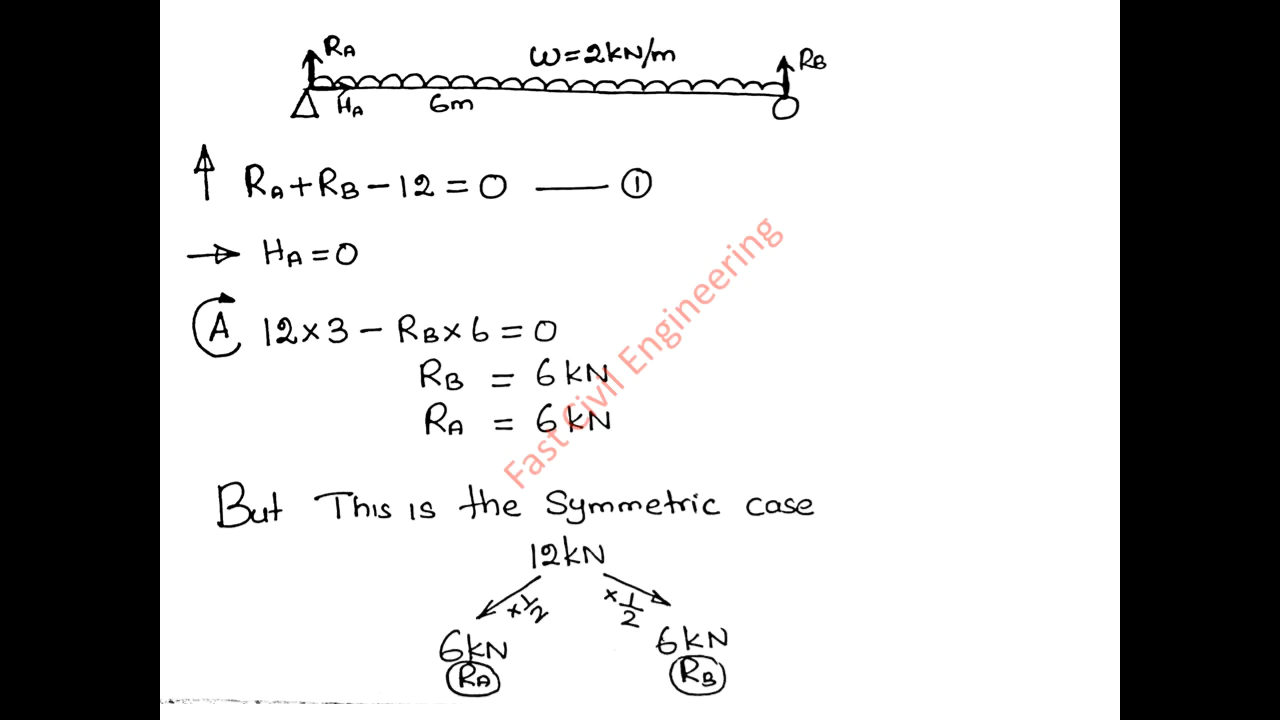 RA ω=2kN/m RB
HA 6m
RA+RB-12=0 —— ①
HA=0
A 12×3-RB×6=0
RB = 6kN
RA = 6kN
Fast Civil Engineering
But This is the Symmetric case
12kN
×1/2 ×1/2
6kN 6kN
RA RB